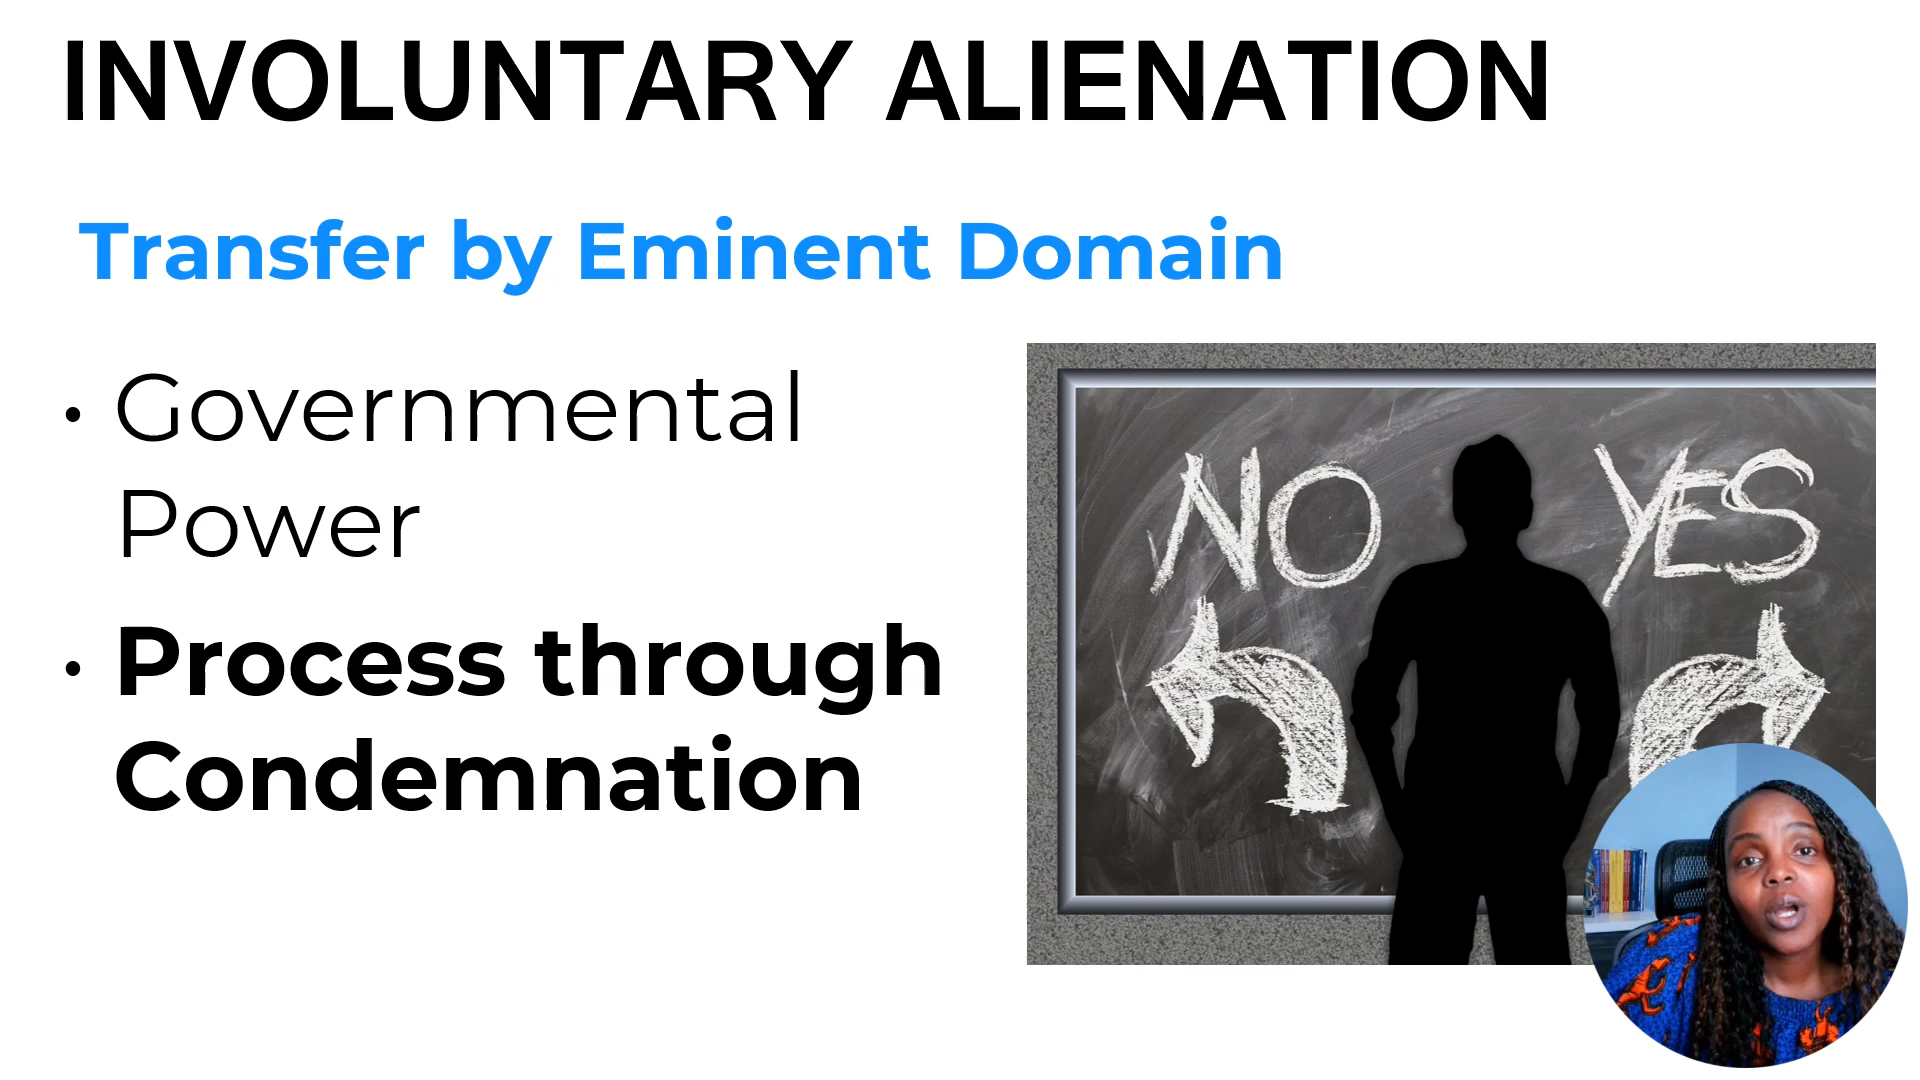 INVOLUNTARY ALIENATION
Transfer by Eminent Domain
• Governmental
Power
• Process through
Condemnation
NO
YES